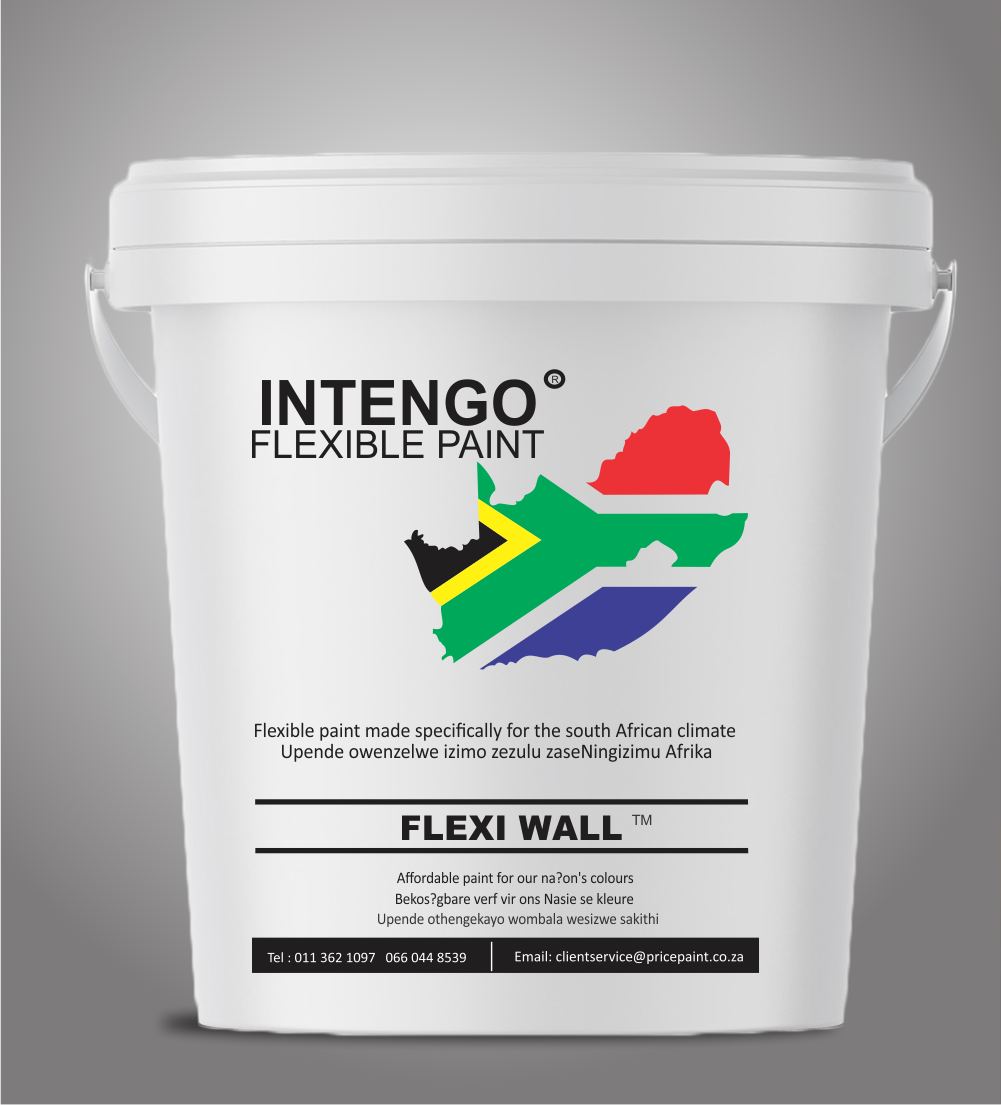 INTENGO ®
FLEXIBLE PAINT
Flexible paint made specifically for the south African climate
Upende owenzelwe izimo zezulu zaseNingizimu Afrika
FLEXI WALL ™
Affordable paint for our na?on's colours
Bekos?gbare verf vir ons Nasie se kleure
Upende othengekayo wombala wesizwe sakithi
Tel : 011 362 1097 066 044 8539 Email: clientservice@pricepaint.co.za